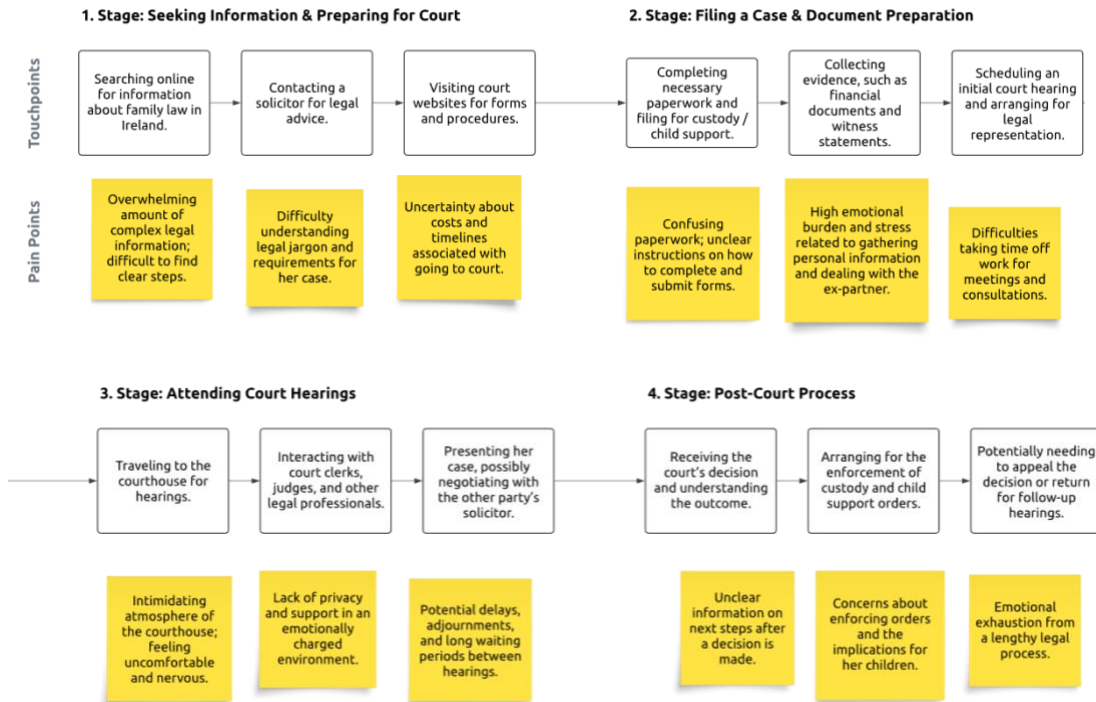 1. Stage: Seeking Information & Preparing for Court
Touchpoints
Searching online
for information
about family law in
Ireland.
Contacting a
solicitor for legal
advice.
Visiting court
websites for forms
and procedures.
Pain Points
Overwhelming
amount of
complex legal
information;
difficult to find
clear steps.
Difficulty
understanding
legal jargon and
requirements for
her case.
Uncertainty about
costs and
timelines
associated with
going to court.
2. Stage: Filing a Case & Document Preparation
Completing
necessary
paperwork and
filing for custody /
child support.
Collecting
evidence, such as
financial
documents and
witness
statements.
Scheduling an
initial court hearing
and arranging for
legal
representation.
Confusing
paperwork; unclear
instructions on how
to complete and
submit forms.
High emotional
burden and stress
related to gathering
personal information
and dealing with the
ex-partner.
Difficulties
taking time off
work for
meetings and
consultations.
3. Stage: Attending Court Hearings
Traveling to the
courthouse for
hearings.
Interacting with
court clerks,
judges, and other
legal professionals.
Presenting her
case, possibly
negotiating with
the other party's
solicitor.
Intimidating
atmosphere of
the courthouse;
feeling
uncomfortable
and nervous.
Lack of privacy
and support in an
emotionally
charged
environment.
Potential delays,
adjournments,
and long waiting
periods between
hearings.
4. Stage: Post-Court Process
Receiving the
court's decision
and understanding
the outcome.
Arranging for the
enforcement of
custody and child
support orders.
Potentially needing
to appeal the
decision or return
for follow-up
hearings.
Unclear
information on
next steps after
a decision is
made.
Concerns about
enforcing orders
and the
implications for
her children.
Emotional
exhaustion from
a lengthy legal
process.